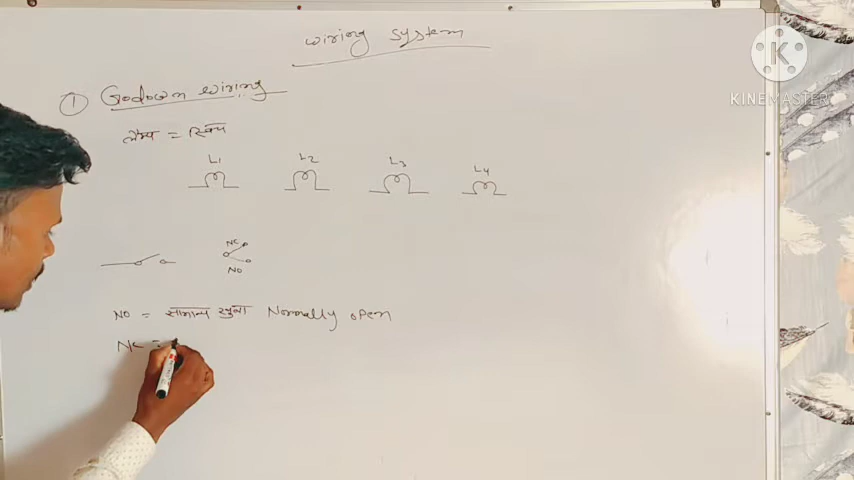 wiring system
① Godown wiring
लैम्प = स्विच
L1 L2 L3 L4
NC
NO
NO = सामान्य खुला Normally open
NC =
KINEMASTER